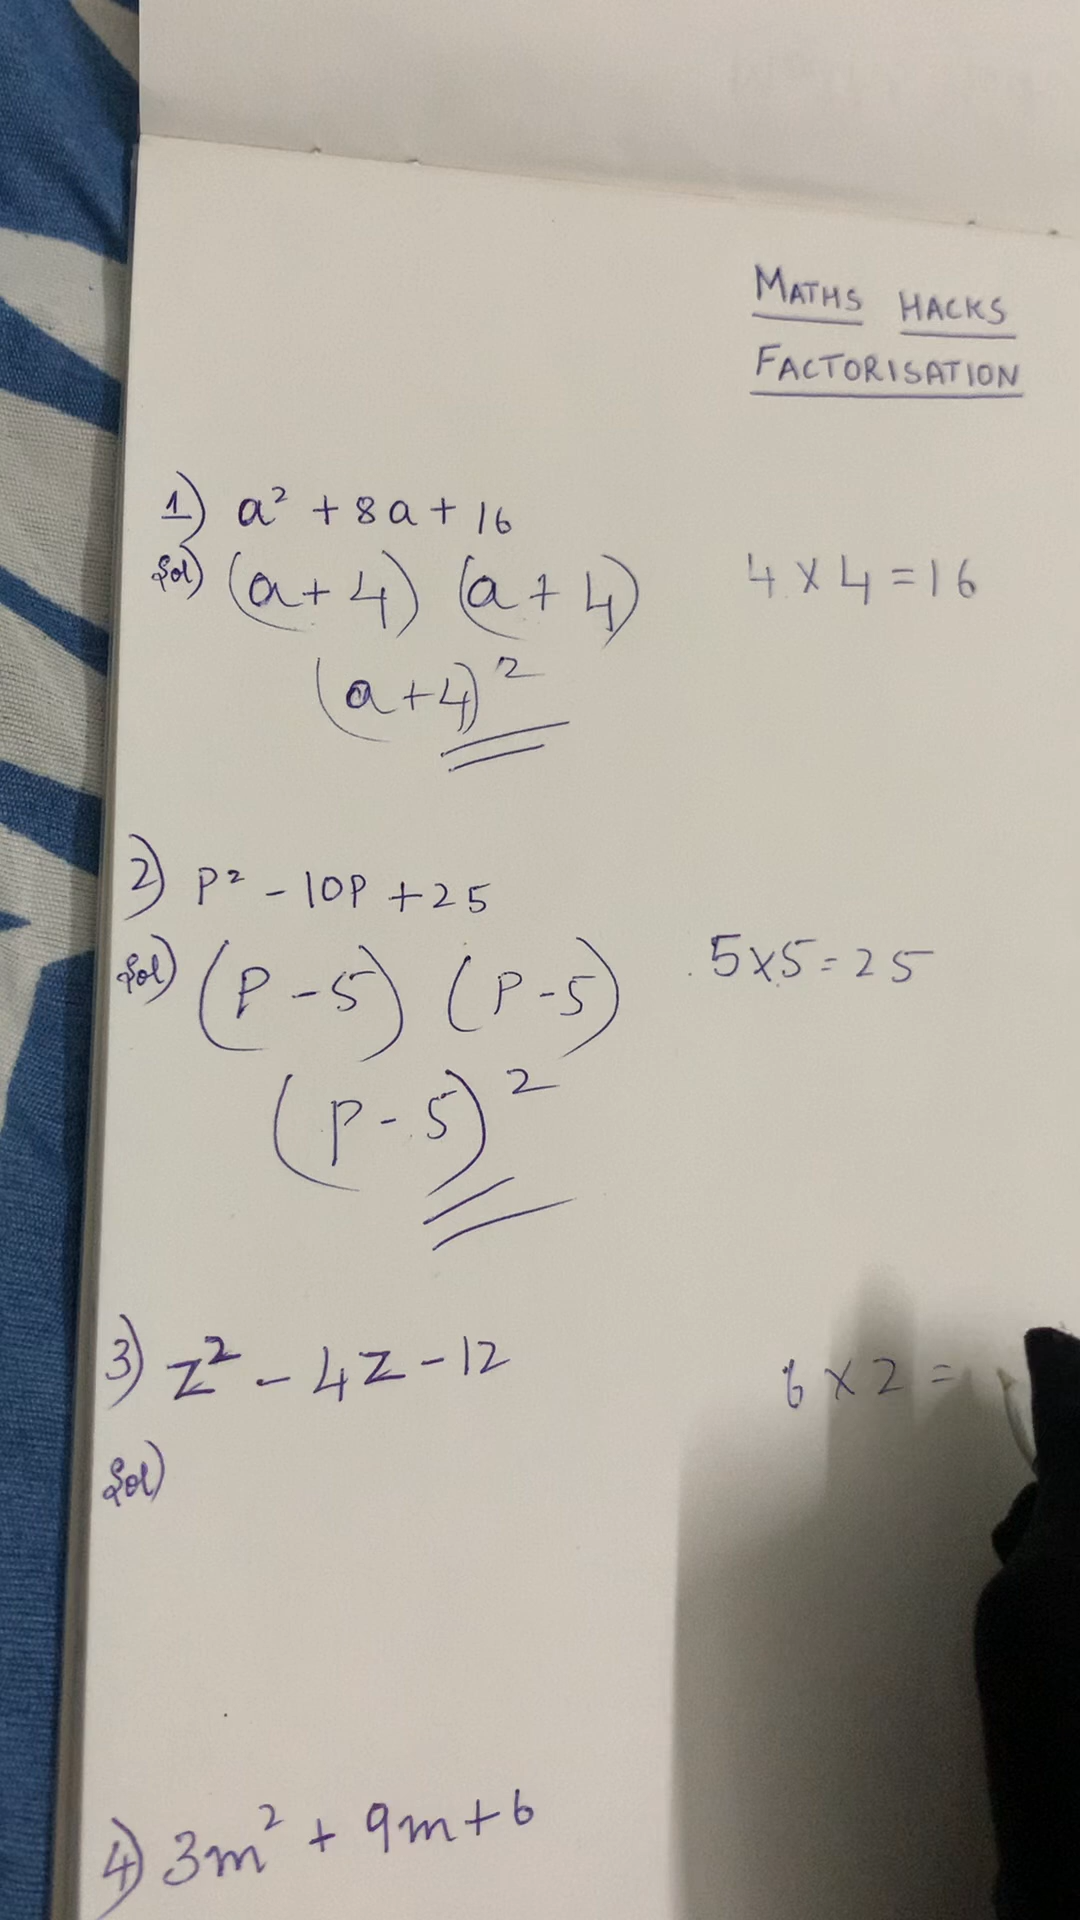 MATHS HACKS
FACTORISATION
1) a² + 8a + 16
Sol) (a + 4) (a + 4) 4 × 4 = 16
(a + 4)²
2) P² - 10P + 25
Sol) (P - 5) (P - 5) 5 × 5 = 25
(P - 5)²
3) Z² - 4Z - 12 6 × 2 =
Sol)
4) 3m² + 9m + 6